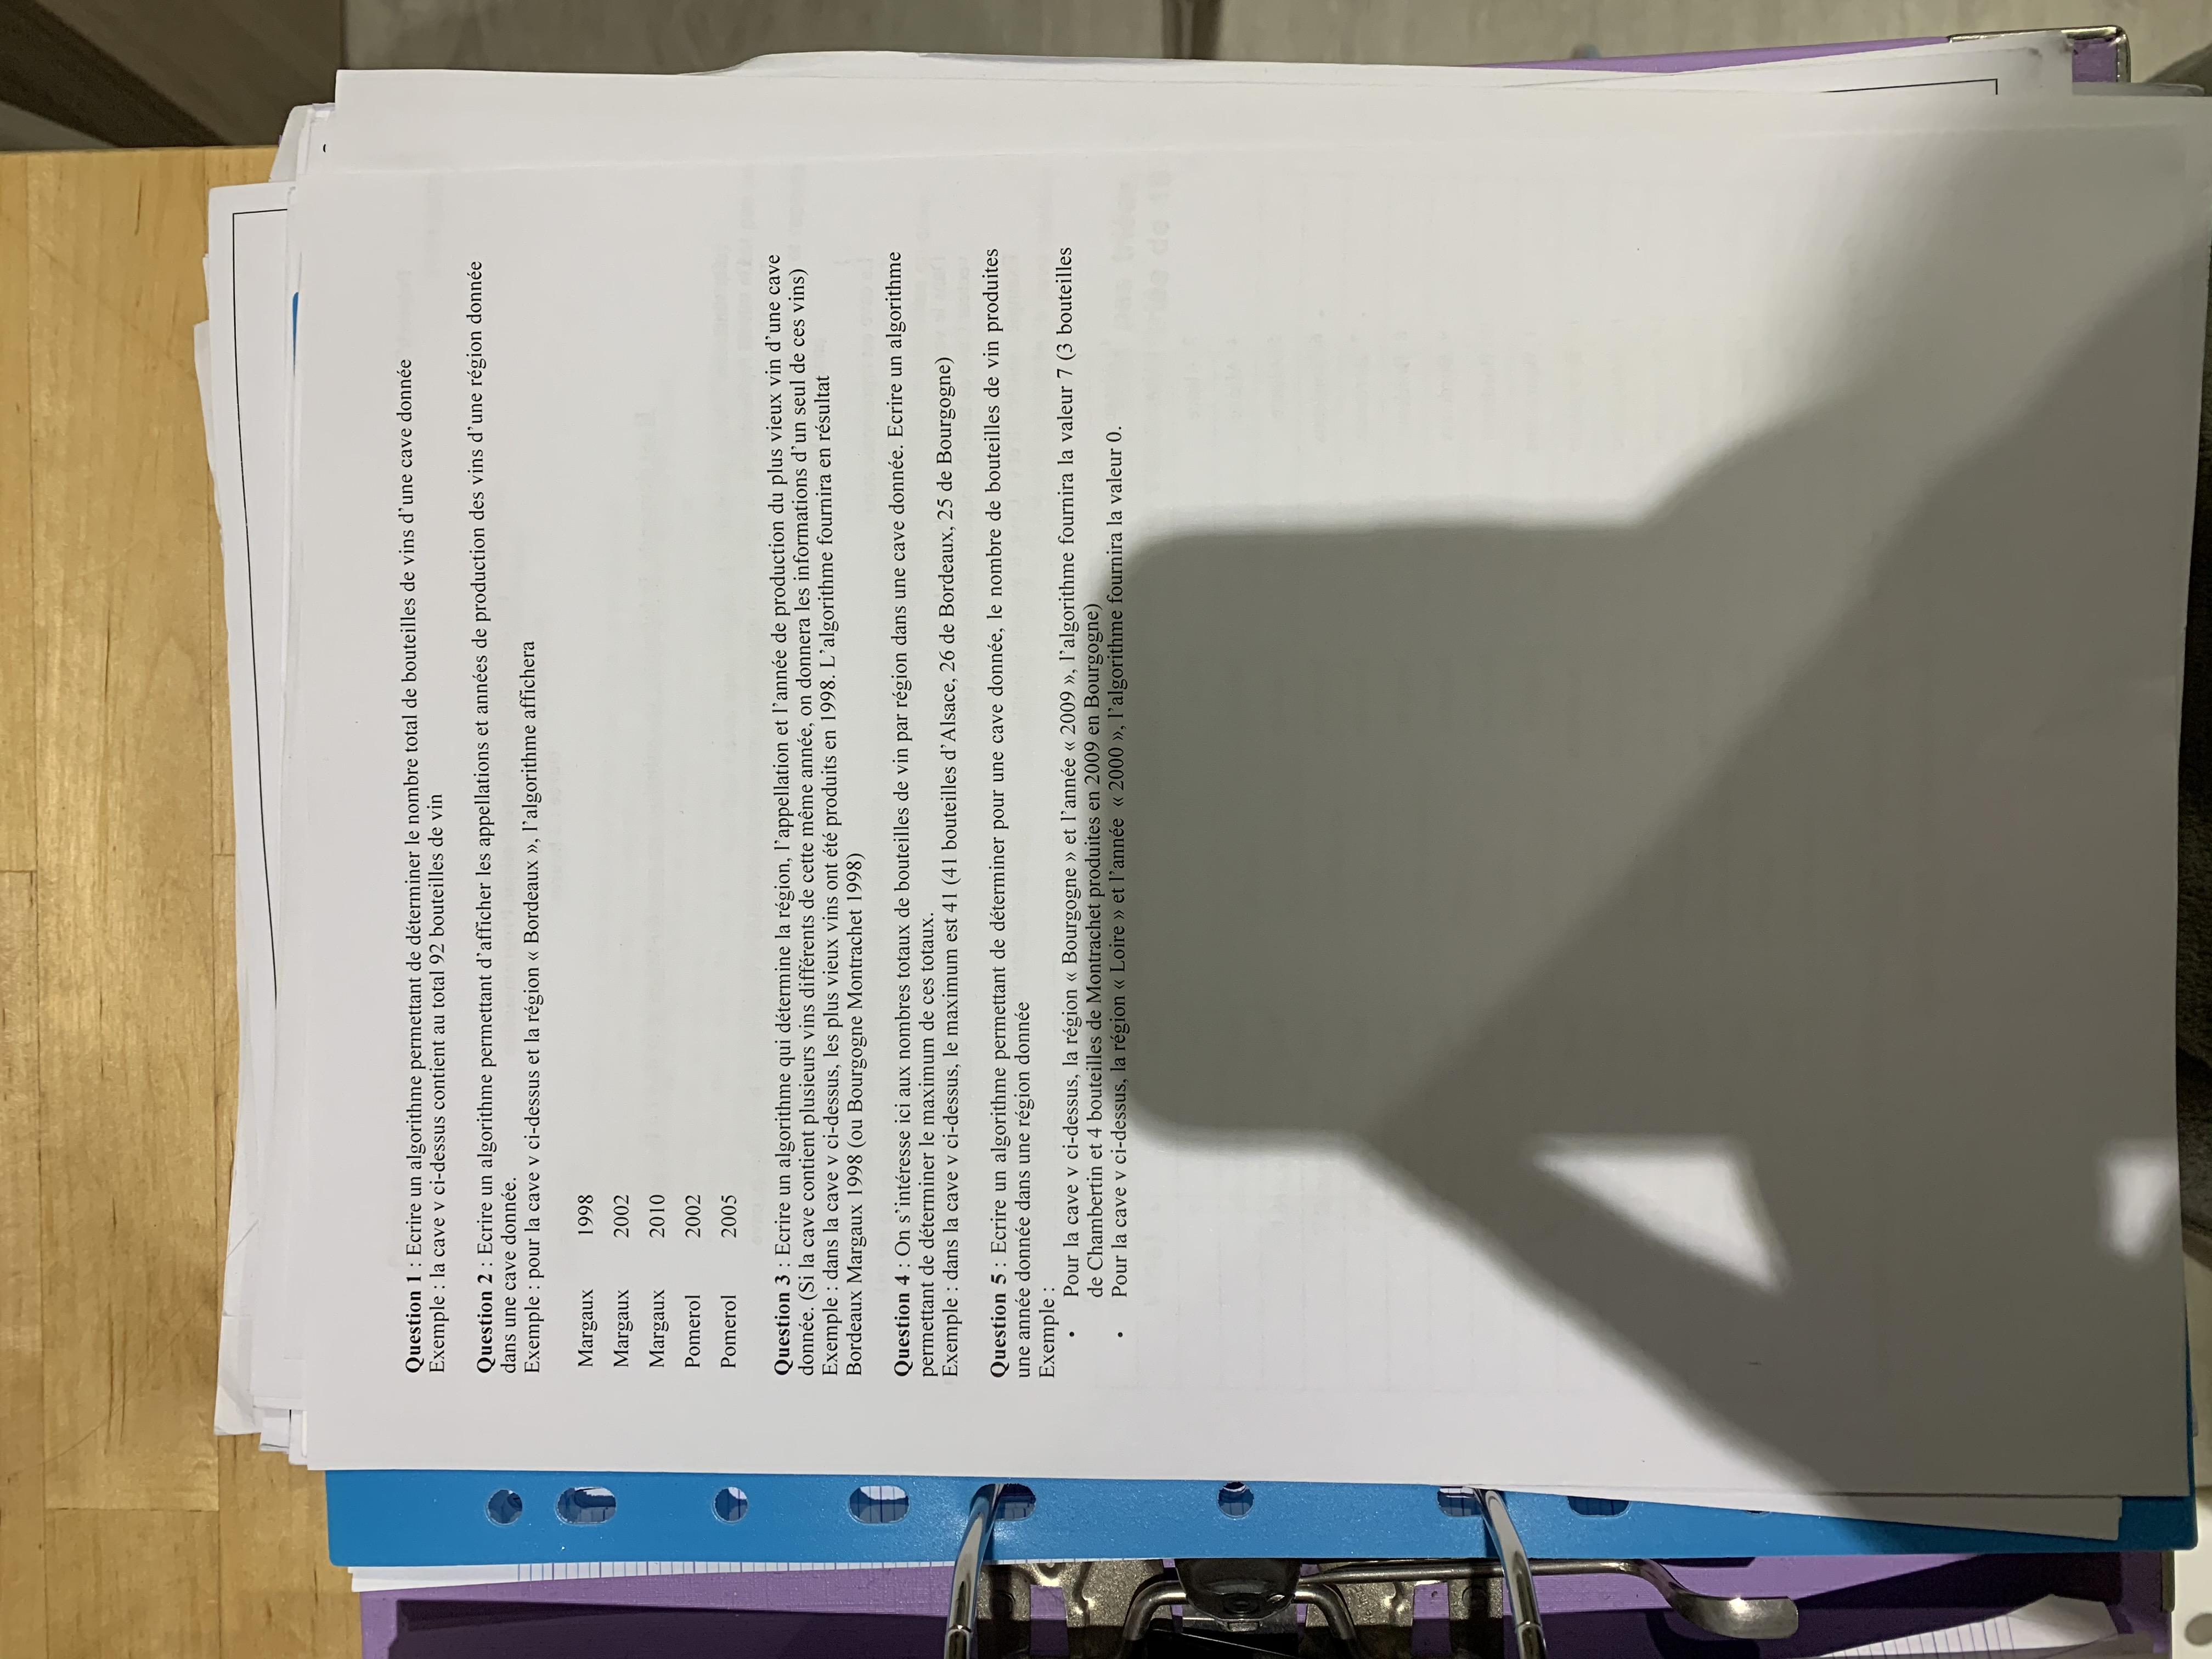 Question 1 : Ecrire un algorithme permettant de déterminer le nombre total de bouteilles de vins d'une cave donnée
Exemple : la cave v ci-dessus contient au total 92 bouteilles de vin
Question 2 : Ecrire un algorithme permettant d'afficher les appellations et années de production des vins d'une région donnée
dans une cave donnée.
Exemple : pour la cave v ci-dessus et la région « Bordeaux », l'algorithme affichera
Margaux 1998
Margaux 2002
Margaux 2010
Pomerol 2002
Pomerol 2005
Question 3 : Ecrire un algorithme qui détermine la région, l'appellation et l'année de production du plus vieux vin d'une cave
donnée. (Si la cave contient plusieurs vins différents de cette même année, on donnera les informations d'un seul de ces vins)
Exemple : dans la cave v ci-dessus, les plus vieux vins ont été produits en 1998. L'algorithme fournira en résultat
Bordeaux Margaux 1998 (ou Bourgogne Montrachet 1998)
Question 4 : On s'intéresse ici aux nombres totaux de bouteilles de vin par région dans une cave donnée. Ecrire un algorithme
permettant de déterminer le maximum de ces totaux.
Exemple : dans la cave v ci-dessus, le maximum est 41 (41 bouteilles d'Alsace, 26 de Bordeaux, 25 de Bourgogne)
Question 5 : Ecrire un algorithme permettant de déterminer pour une cave donnée, le nombre de bouteilles de vin produites
une année donnée dans une région donnée
Exemple :
• Pour la cave v ci-dessus, la région « Bourgogne » et l'année « 2009 », l'algorithme fournira la valeur 7 (3 bouteilles
de Chambertin et 4 bouteilles de Montrachet produites en 2009 en Bourgogne)
• Pour la cave v ci-dessus, la région « Loire » et l'année « 2000 », l'algorithme fournira la valeur 0.